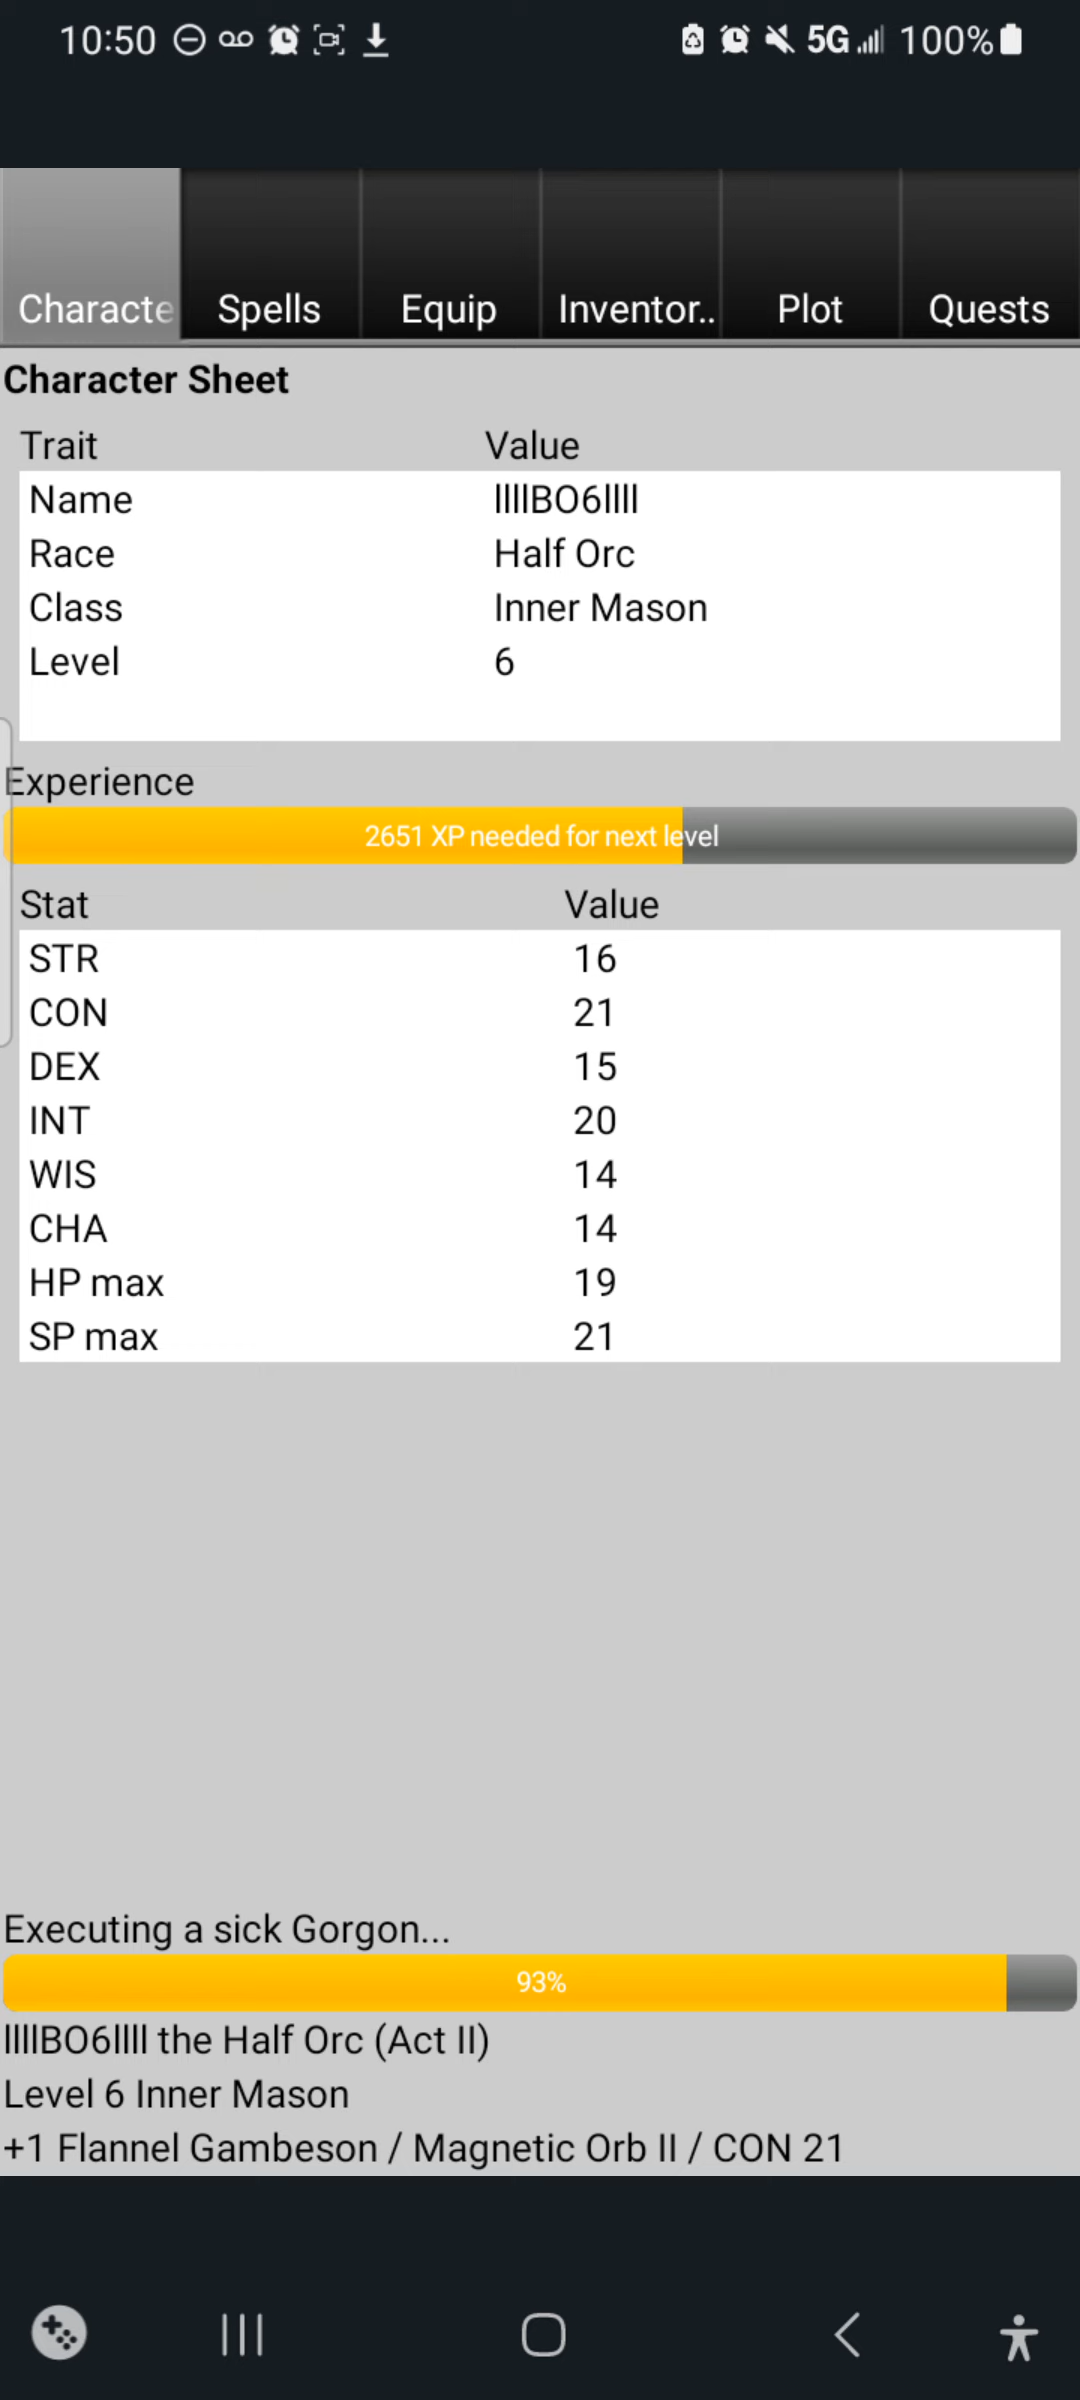 10:50 5G 100%
Characte Spells Equip Inventor.. Plot Quests
Character Sheet
Trait Value
Name llllBO6llll
Race Half Orc
Class Inner Mason
Level 6
Experience
2651 XP needed for next level
Stat Value
STR 16
CON 21
DEX 15
INT 20
WIS 14
CHA 14
HP max 19
SP max 21
Executing a sick Gorgon...
93%
llllBO6llll the Half Orc (Act II)
Level 6 Inner Mason
+1 Flannel Gambeson / Magnetic Orb II / CON 21